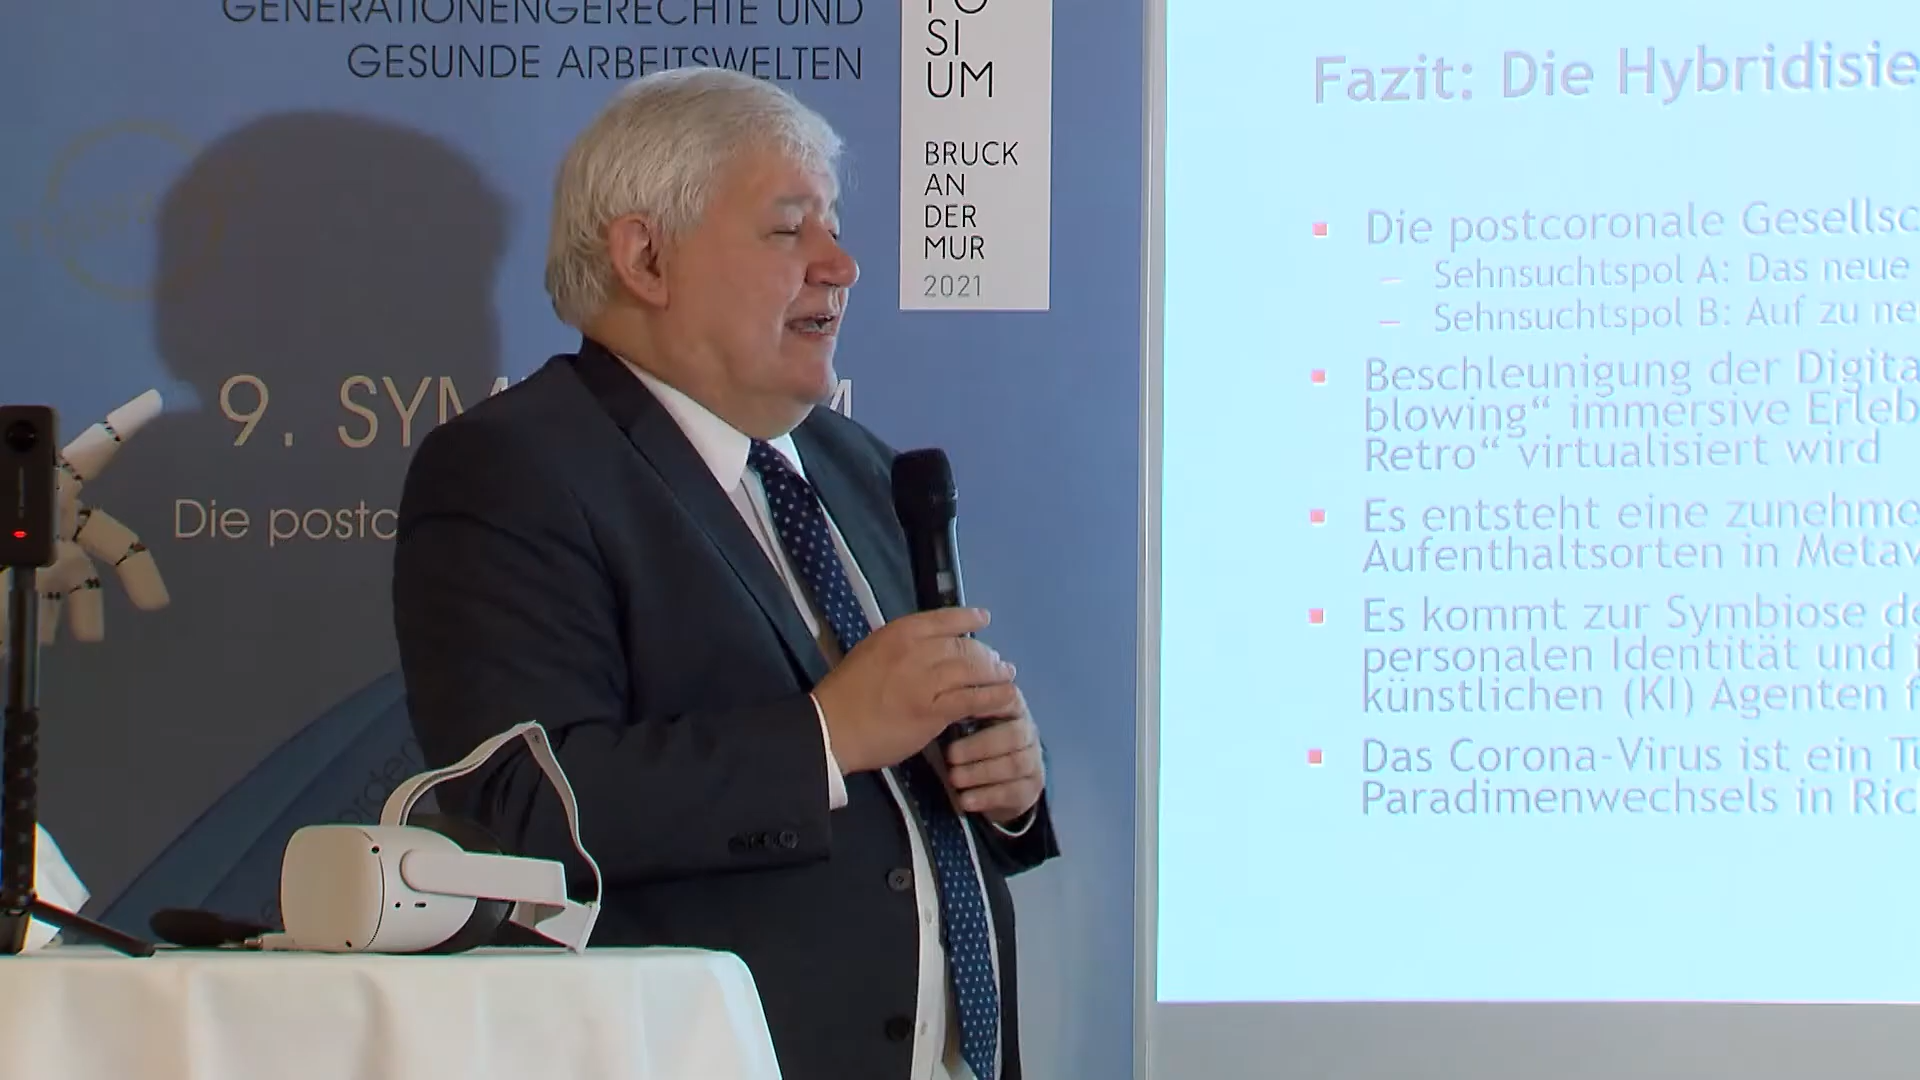 GENERATIONENGERECHTE UND
GESUNDE ARBEITSWELTEN
SI
UM
BRUCK
AN
DER
MUR
2021
9. SYM
Die postc
Fazit: Die Hybridisie
Die postcoronale Gesellsc
– Sehnsuchtspol A: Das neue
– Sehnsuchtspol B: Auf zu ne
Beschleunigung der Digita
blowing“ immersive Erleb
Retro“ virtualisiert wird
Es entsteht eine zunehme
Aufenthaltsorten in Metav
Es kommt zur Symbiose de
personalen Identität und i
künstlichen (KI) Agenten f
Das Corona-Virus ist ein Tu
Paradimenwechsels in Ric